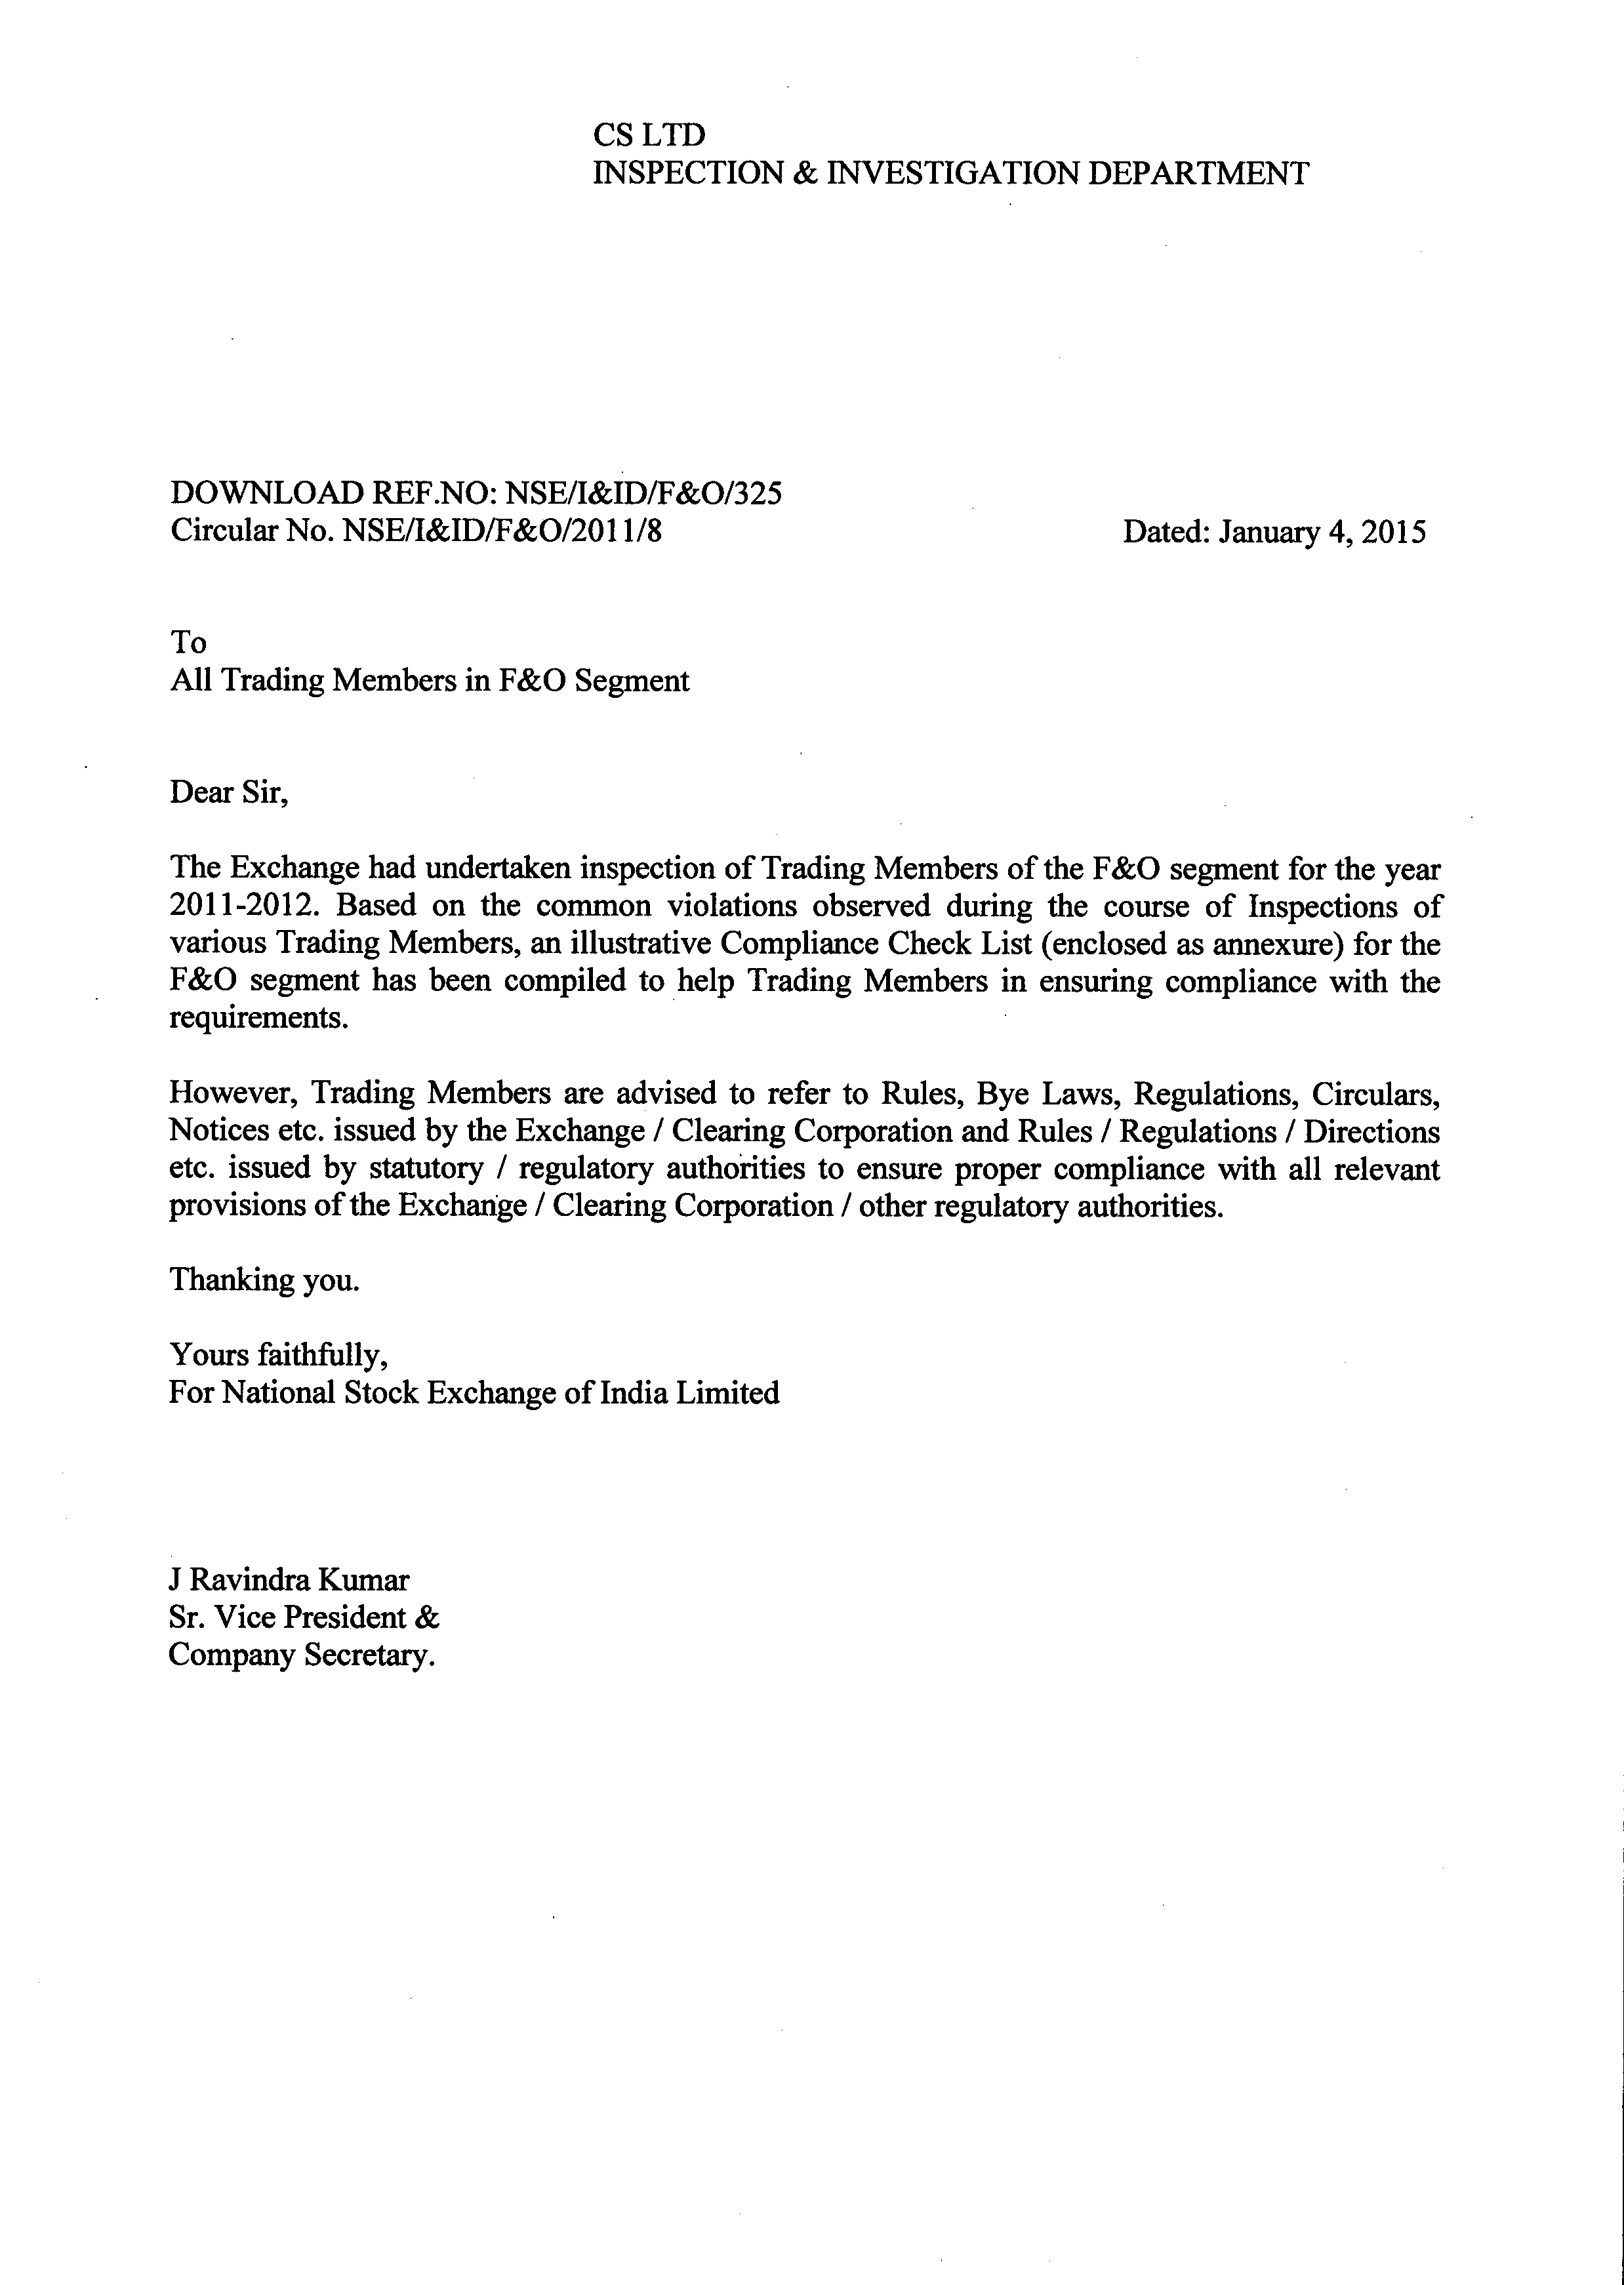 CS LTD
INSPECTION & INVESTIGATION DEPARTMENT
DOWNLOAD REF.NO: NSE/I&ID/F&O/325
Circular No. NSE/I&ID/F&O/2011/8 Dated: January 4, 2015
To
All Trading Members in F&O Segment
Dear Sir,
The Exchange had undertaken inspection of Trading Members of the F&O segment for the year
2011-2012. Based on the common violations observed during the course of Inspections of
various Trading Members, an illustrative Compliance Check List (enclosed as annexure) for the
F&O segment has been compiled to help Trading Members in ensuring compliance with the
requirements.
However, Trading Members are advised to refer to Rules, Bye Laws, Regulations, Circulars,
Notices etc. issued by the Exchange / Clearing Corporation and Rules / Regulations / Directions
etc. issued by statutory / regulatory authorities to ensure proper compliance with all relevant
provisions of the Exchange / Clearing Corporation / other regulatory authorities.
Thanking you.
Yours faithfully,
For National Stock Exchange of India Limited
J Ravindra Kumar
Sr. Vice President &
Company Secretary.